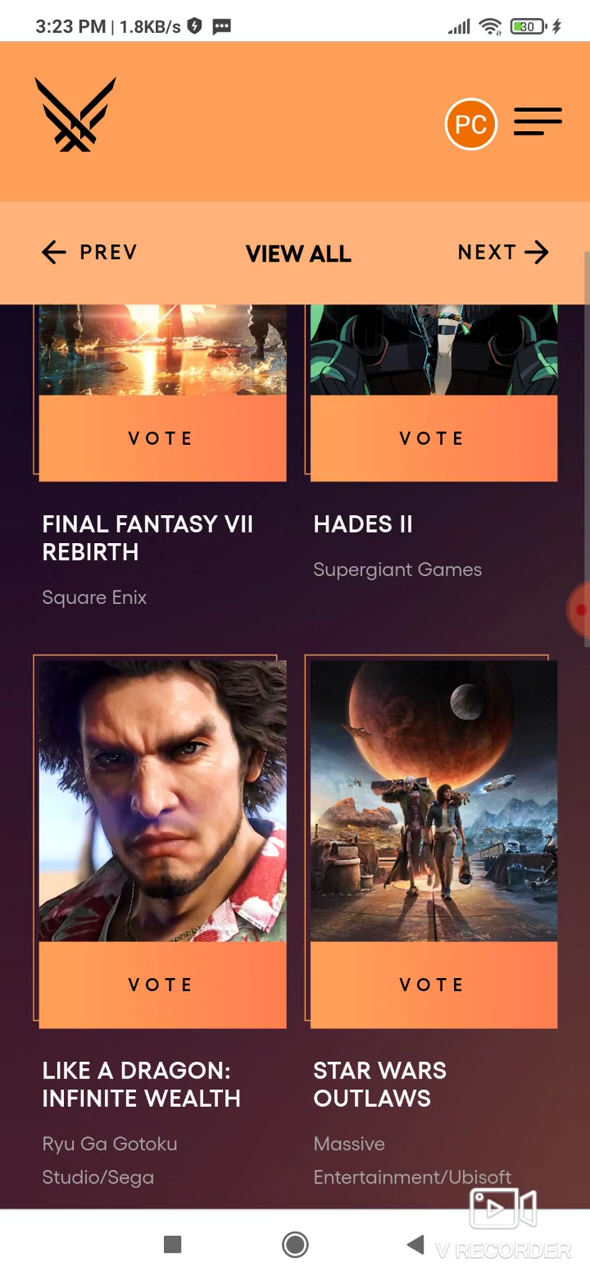 3:23 PM | 1.8KB/s
30
PC
PREV
VIEW ALL
NEXT
VOTE
VOTE
FINAL FANTASY VII
REBIRTH
Square Enix
HADES II
Supergiant Games
VOTE
VOTE
LIKE A DRAGON:
INFINITE WEALTH
Ryu Ga Gotoku
Studio/Sega
STAR WARS
OUTLAWS
Massive
Entertainment/Ubisoft
V RECORDER